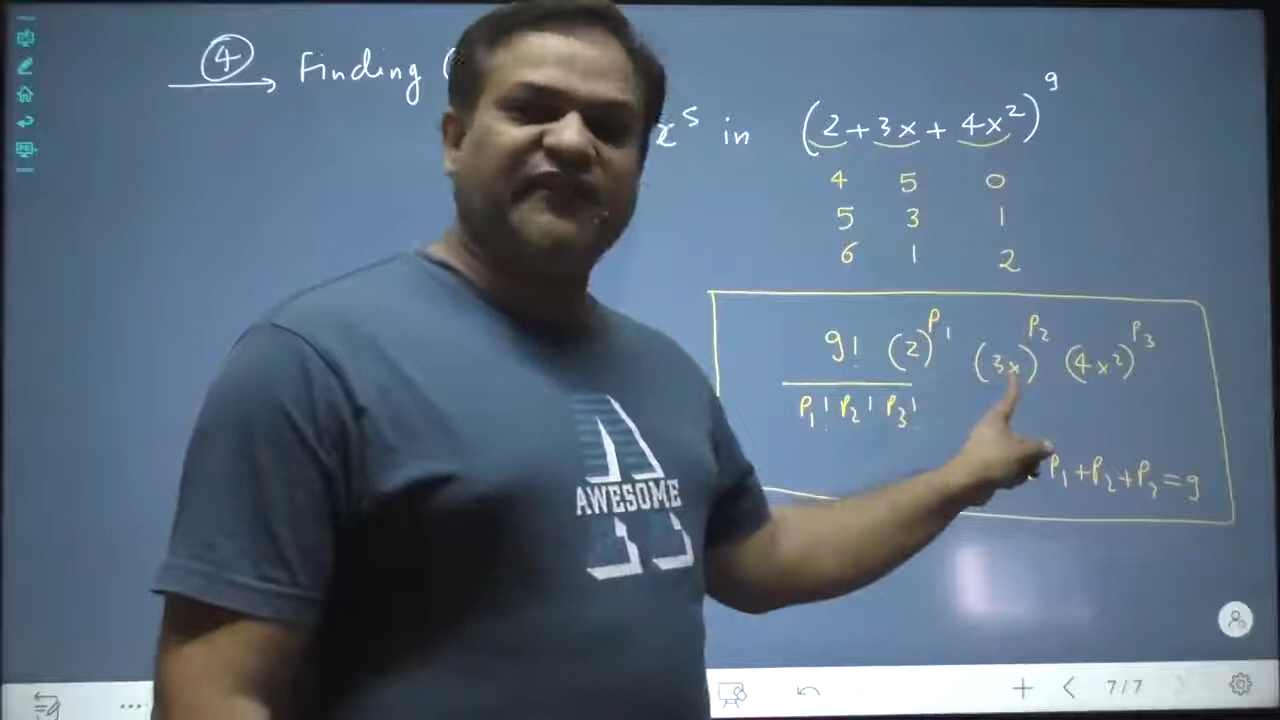 ④ Finding (
x⁵ in (2+3x+4x²)⁹
4 5 0
5 3 1
6 1 2
9! (2)^P₁ (3x)^P₂ (4x²)^P₃
P₁! P₂! P₃!
P₁+P₂+P₃=9
AWESOME
7/7